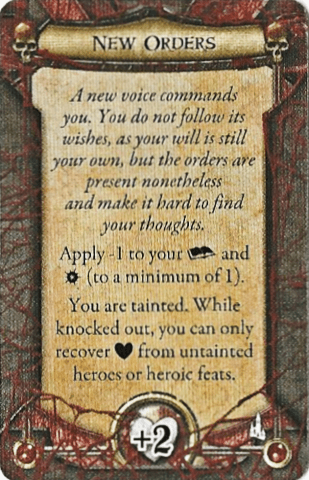 NEW ORDERS
A new voice commands
you. You do not follow its
wishes, as your will is still
your own, but the orders are
present nonetheless
and make it hard to find
your thoughts.
Apply -1 to your and
(to a minimum of 1).
You are tainted. While
knocked out, you can only
recover ♥ from untainted
heroes or heroic feats.
+2